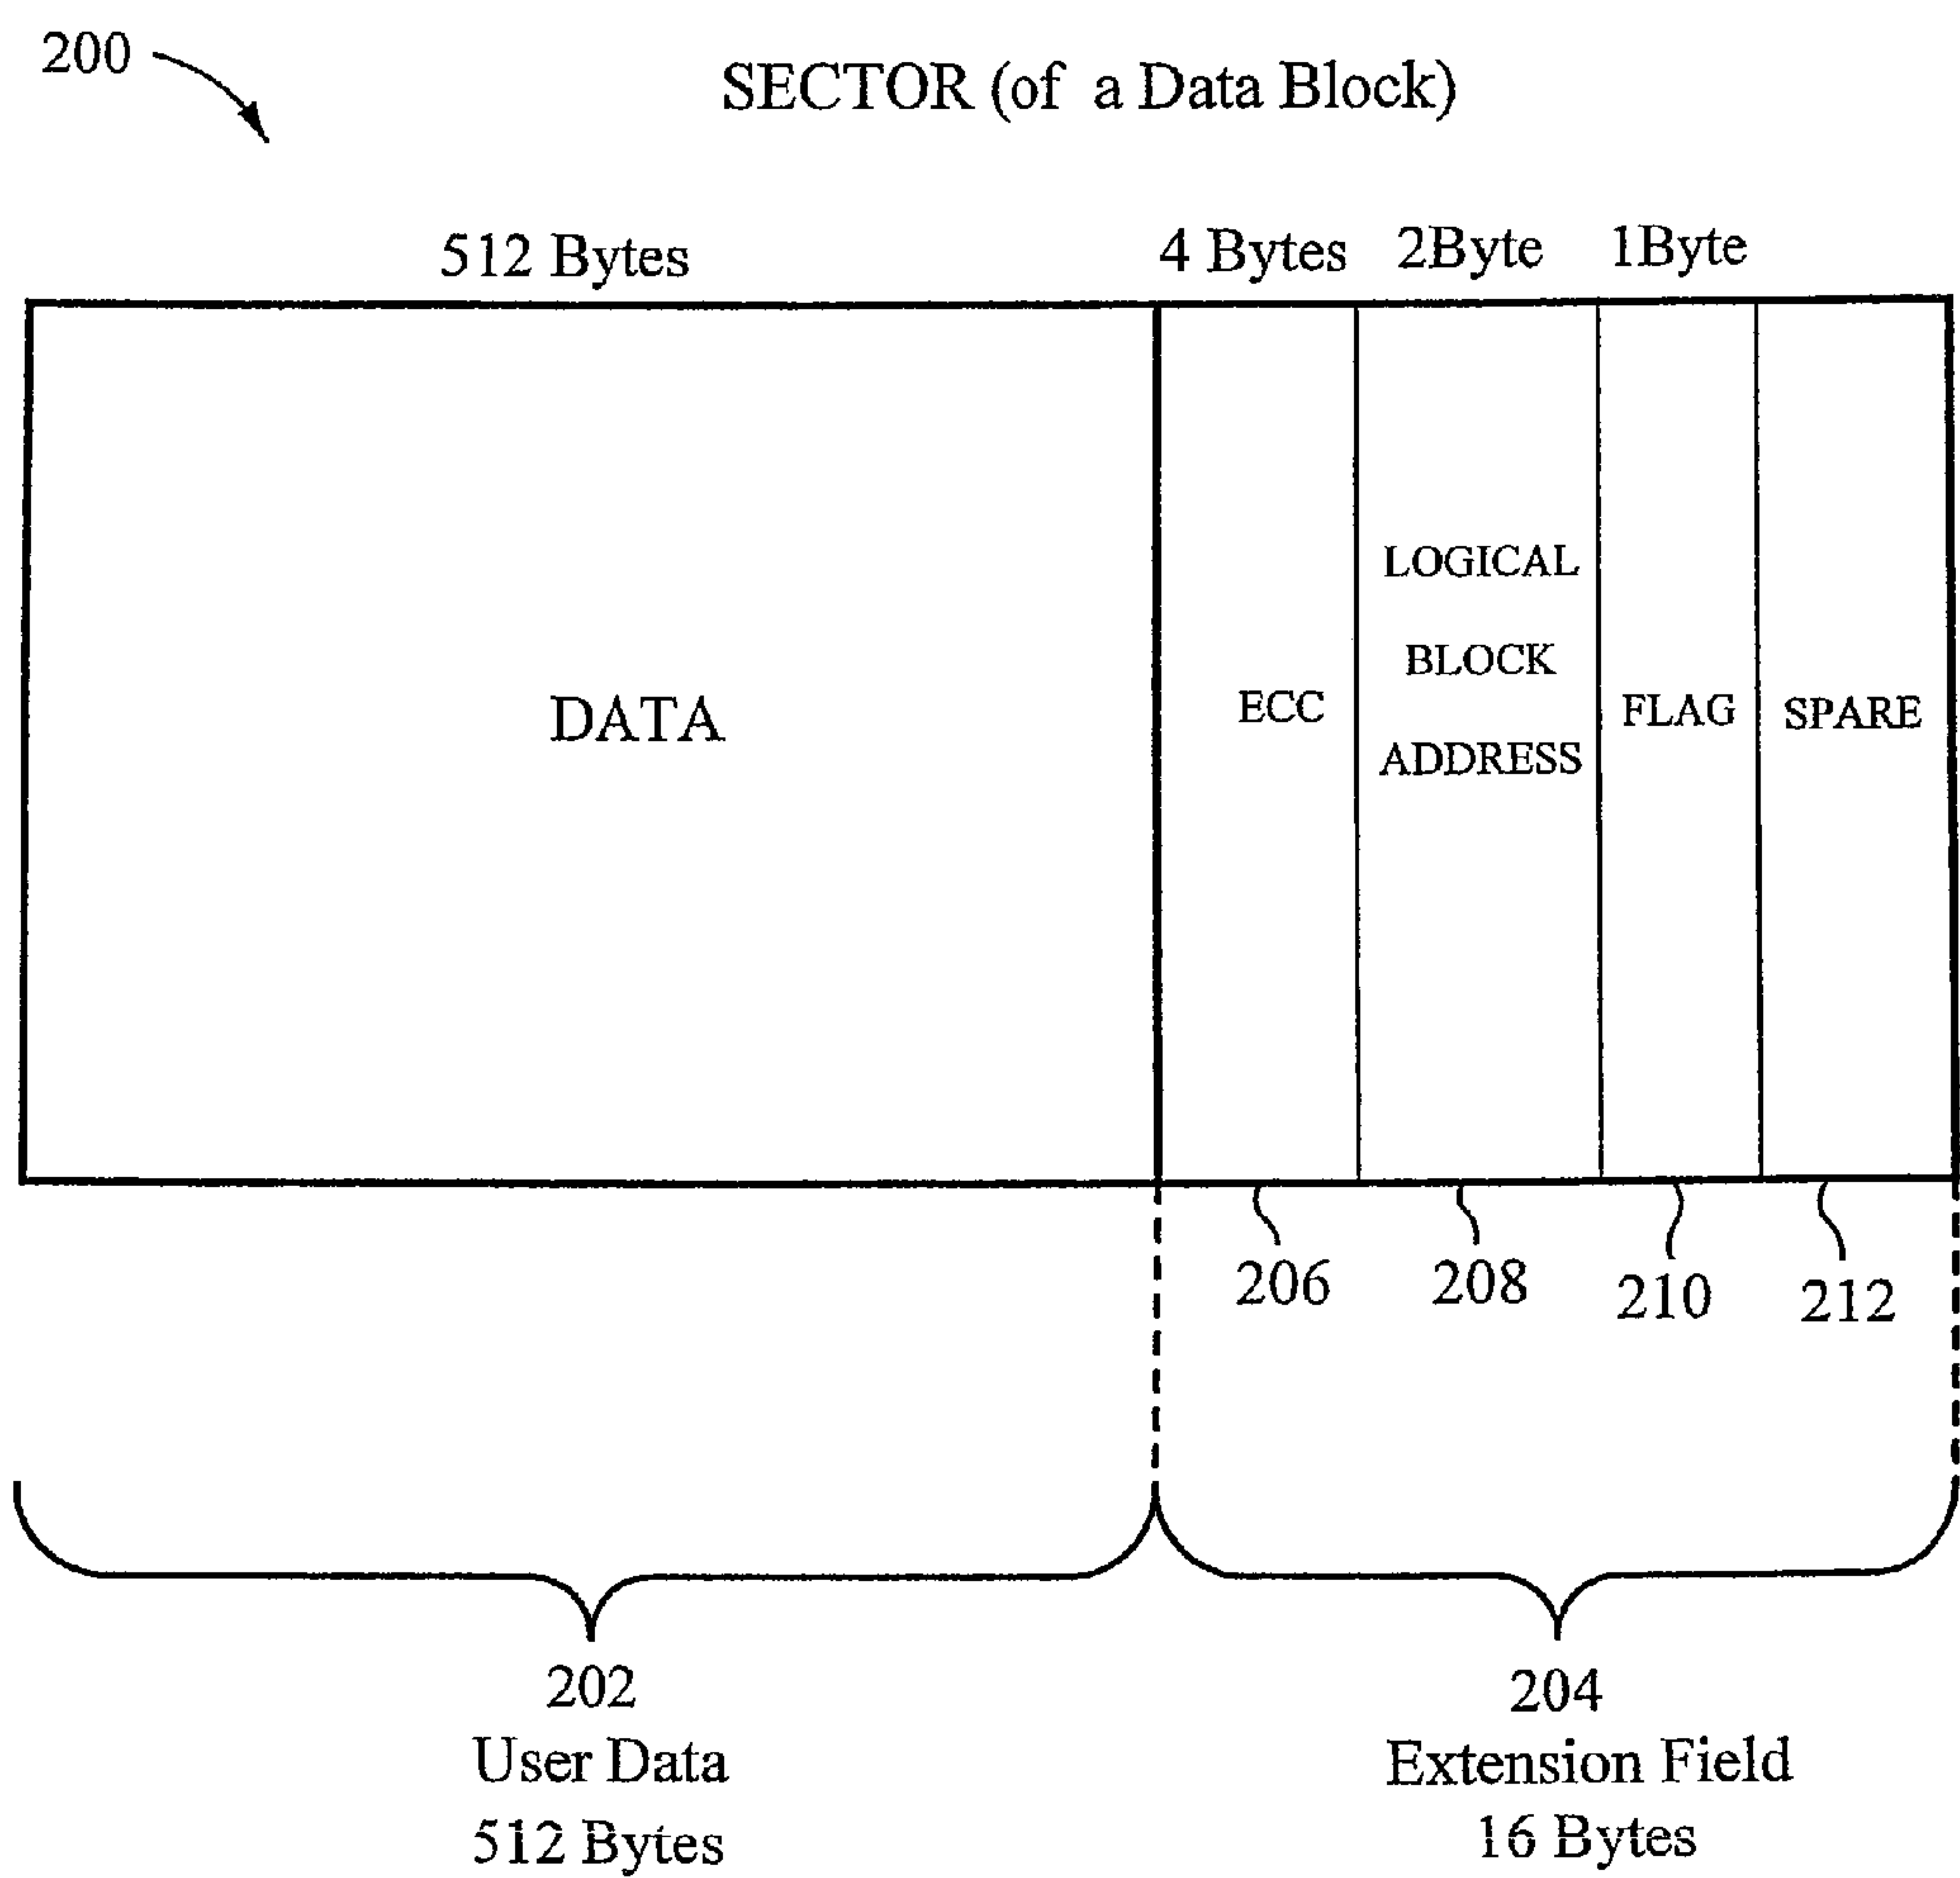 200
SECTOR (of a Data Block)
512 Bytes
4 Bytes
2Byte
1Byte
DATA
ECC
LOGICAL
BLOCK
ADDRESS
FLAG
SPARE
206
208
210
212
202
User Data
512 Bytes
204
Extension Field
16 Bytes